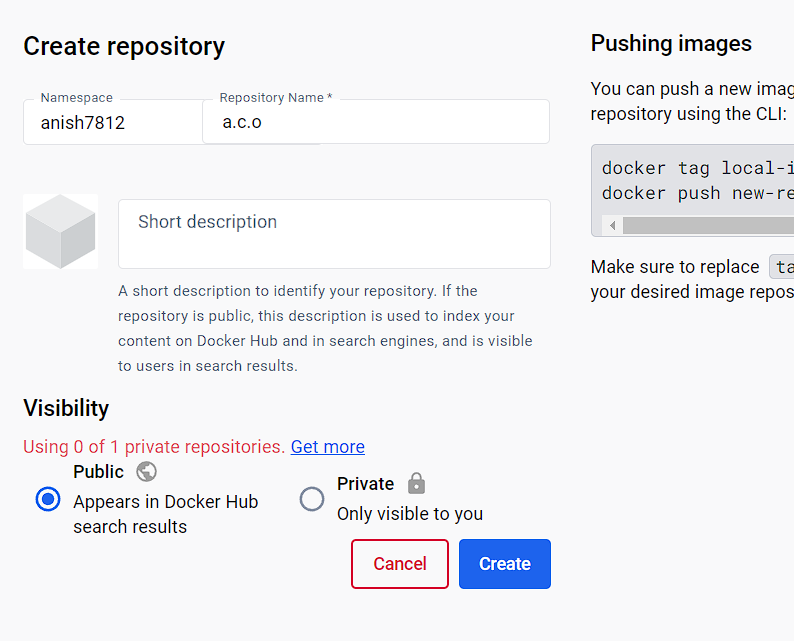 Create repository
Namespace
anish7812
Repository Name *
a.c.o
Short description
A short description to identify your repository. If the
repository is public, this description is used to index your
content on Docker Hub and in search engines, and is visible
to users in search results.
Visibility
Using 0 of 1 private repositories. Get more
Public
Appears in Docker Hub
search results
Private
Only visible to you
Cancel
Create
Pushing images
You can push a new imag
repository using the CLI:
docker tag local-i
docker push new-re
Make sure to replace ta
your desired image repos